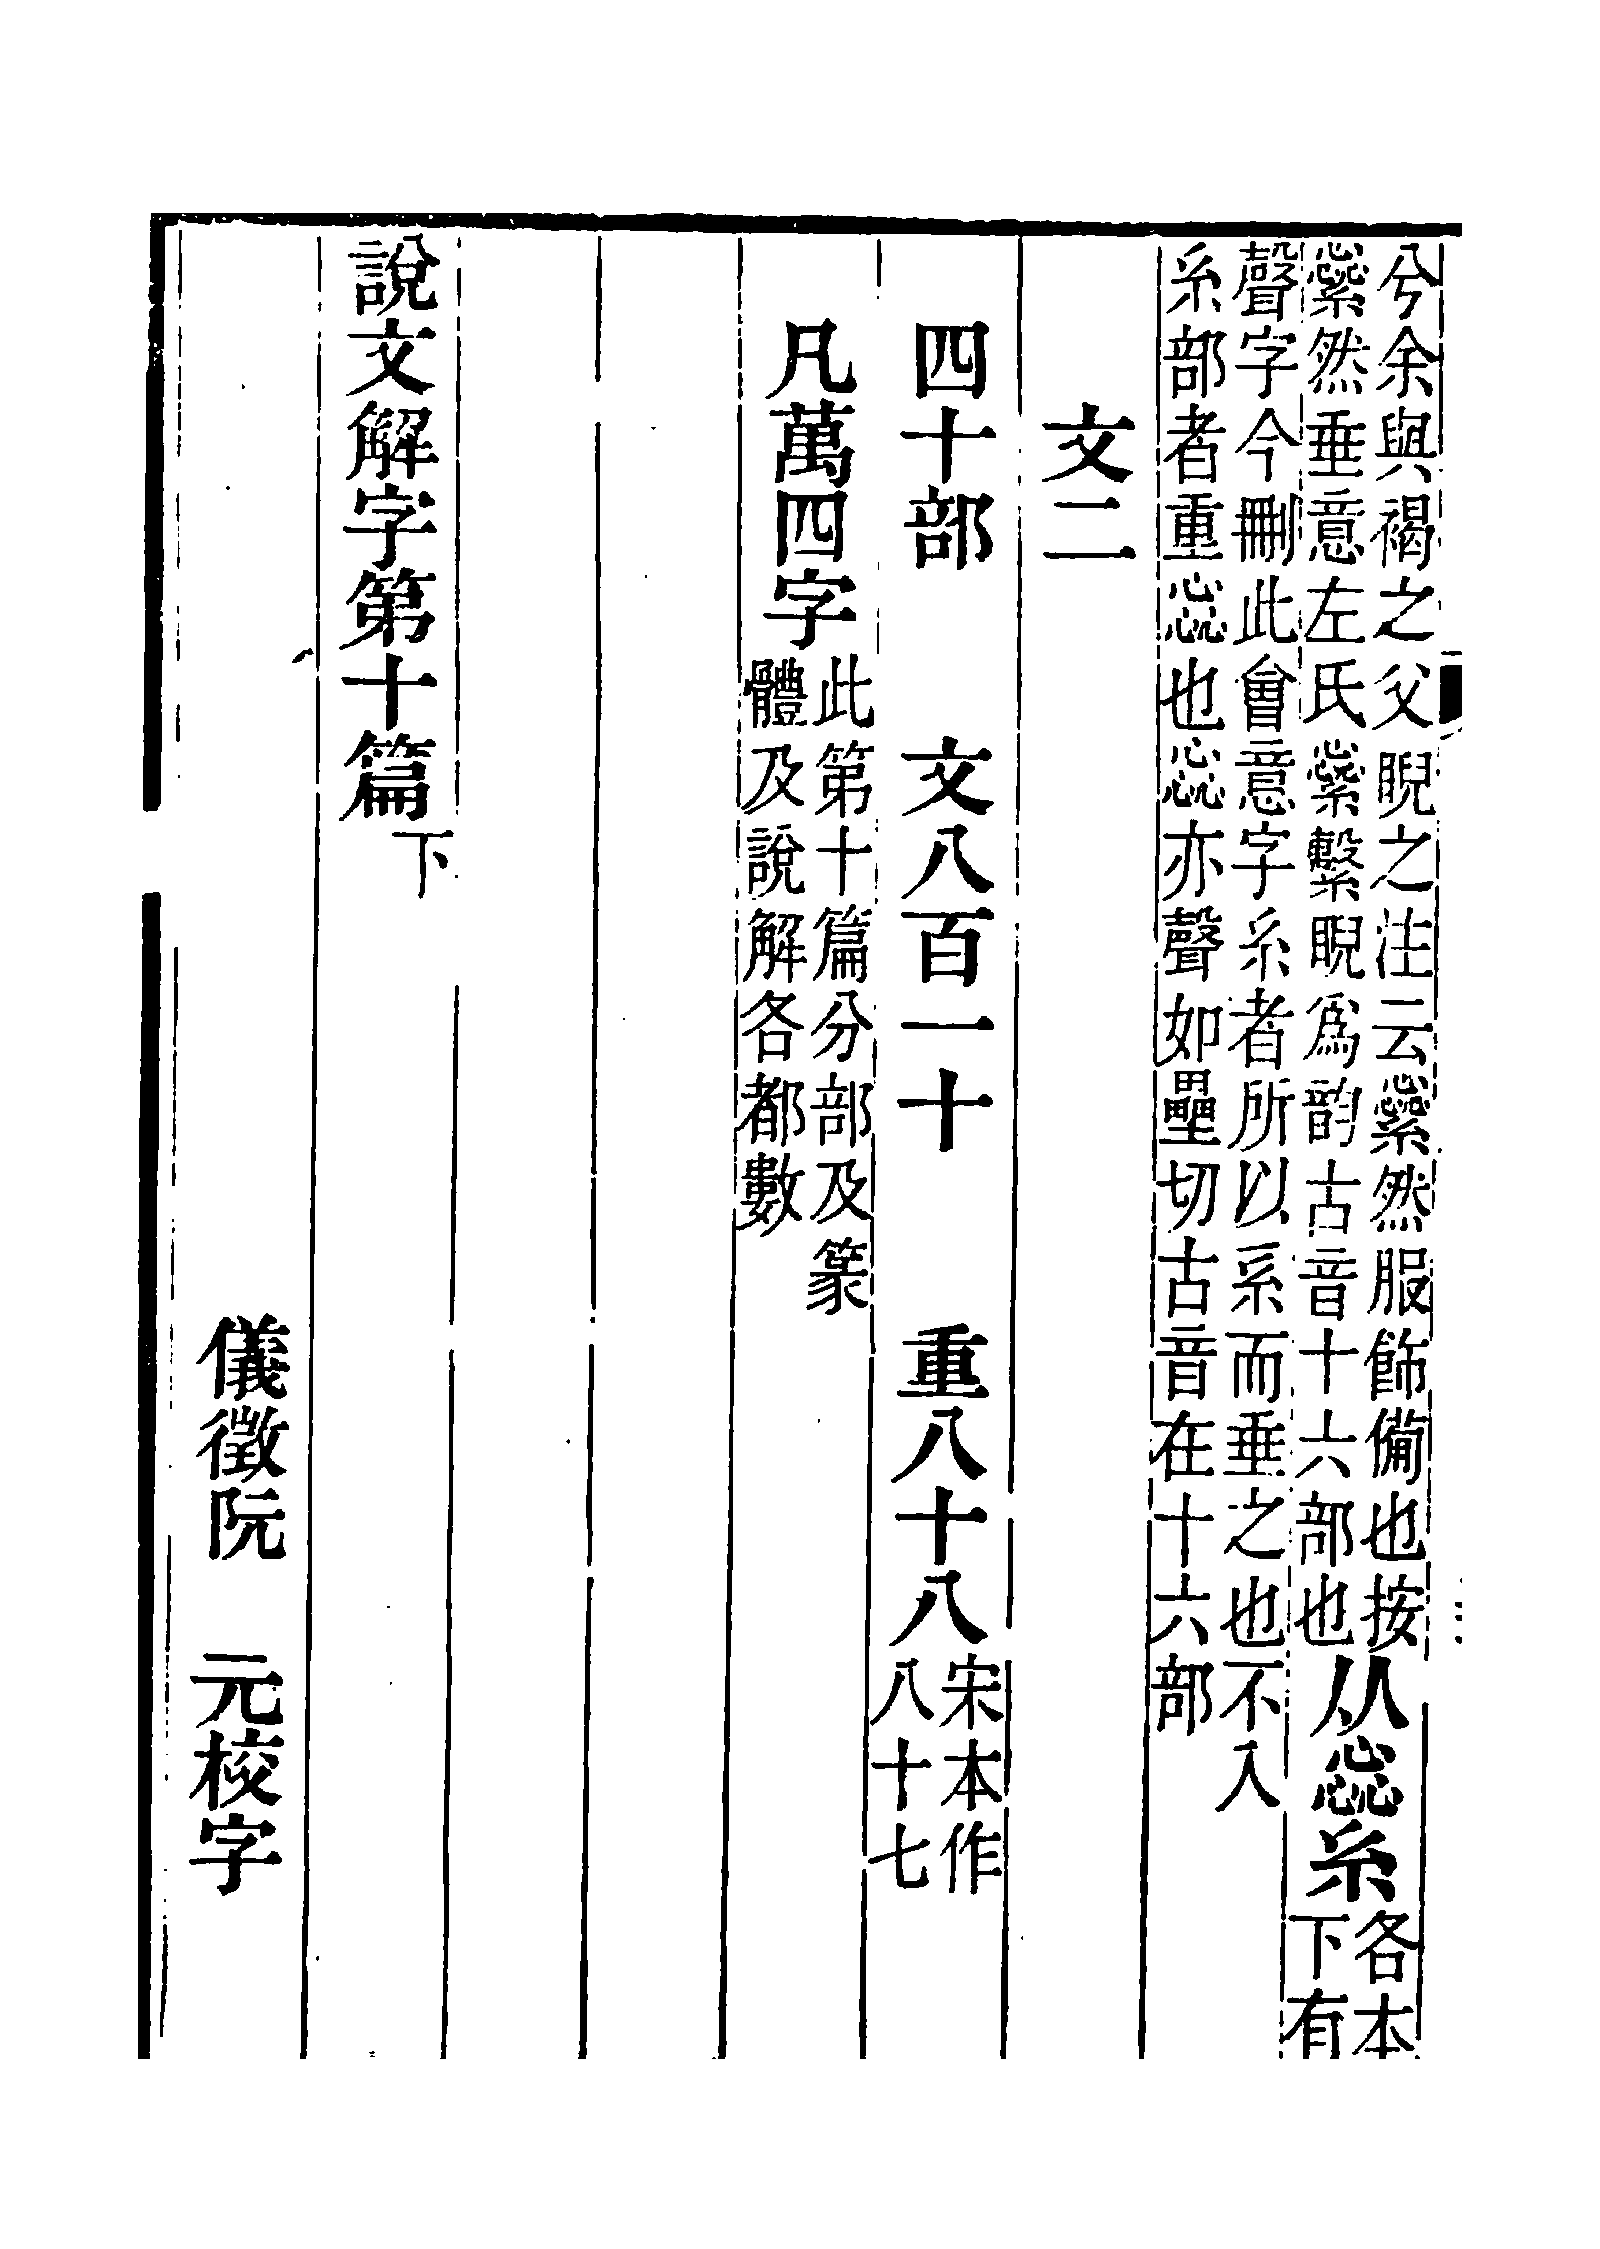 兮余與褐之父睨之注云繠然服飾僃也按
繠然垂意左氏繠繫睨爲韵古音十六部也
从惢糸
各本
下有
聲字今刪此會意字糸者所以系而垂之也不入
糸部者重惢也惢亦聲如壘切古音在十六部
文二
四十部　文八百一十　重八十八
宋本作
八十七
凡萬四字
此第十篇分部及篆
體及說解各都數
說文解字第十篇下
儀徵阮　元校字